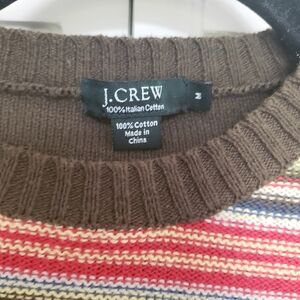 J.CREW
100% Italian Cotton
M
100% Cotton
Made in
China